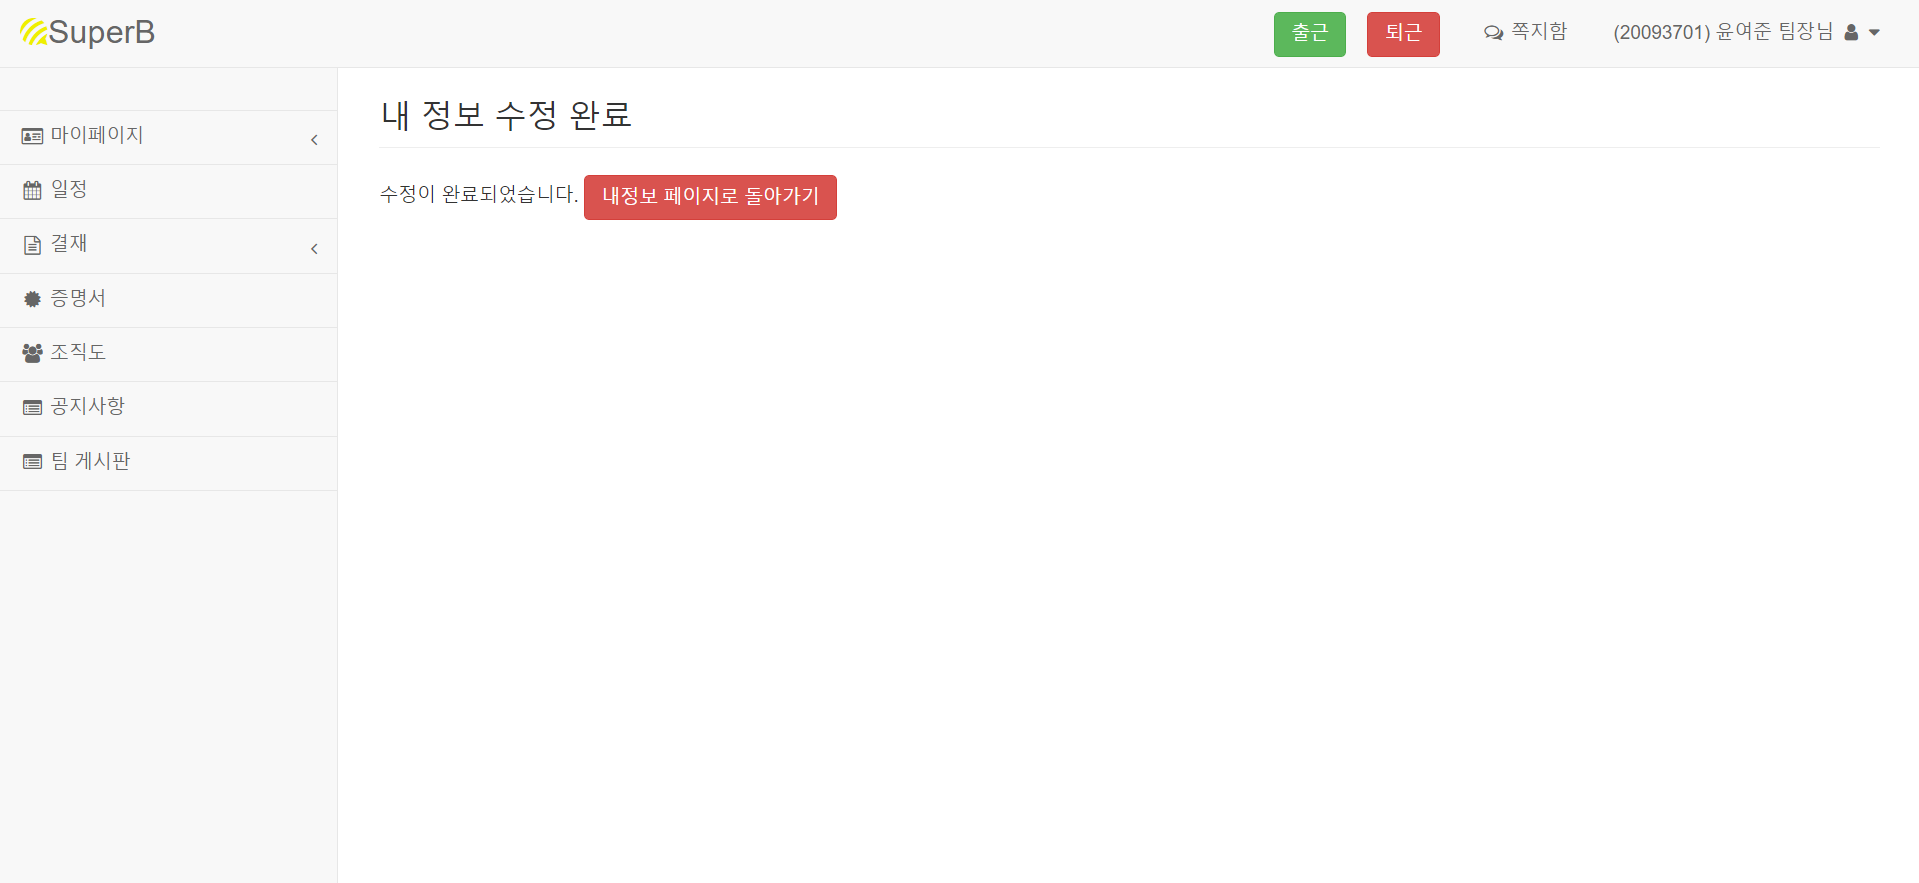 SuperB
출근 퇴근 쪽지함 (20093701) 윤여준 팀장님
마이페이지
일정
결재
증명서
조직도
공지사항
팀 게시판
내 정보 수정 완료
수정이 완료되었습니다. 내정보 페이지로 돌아가기